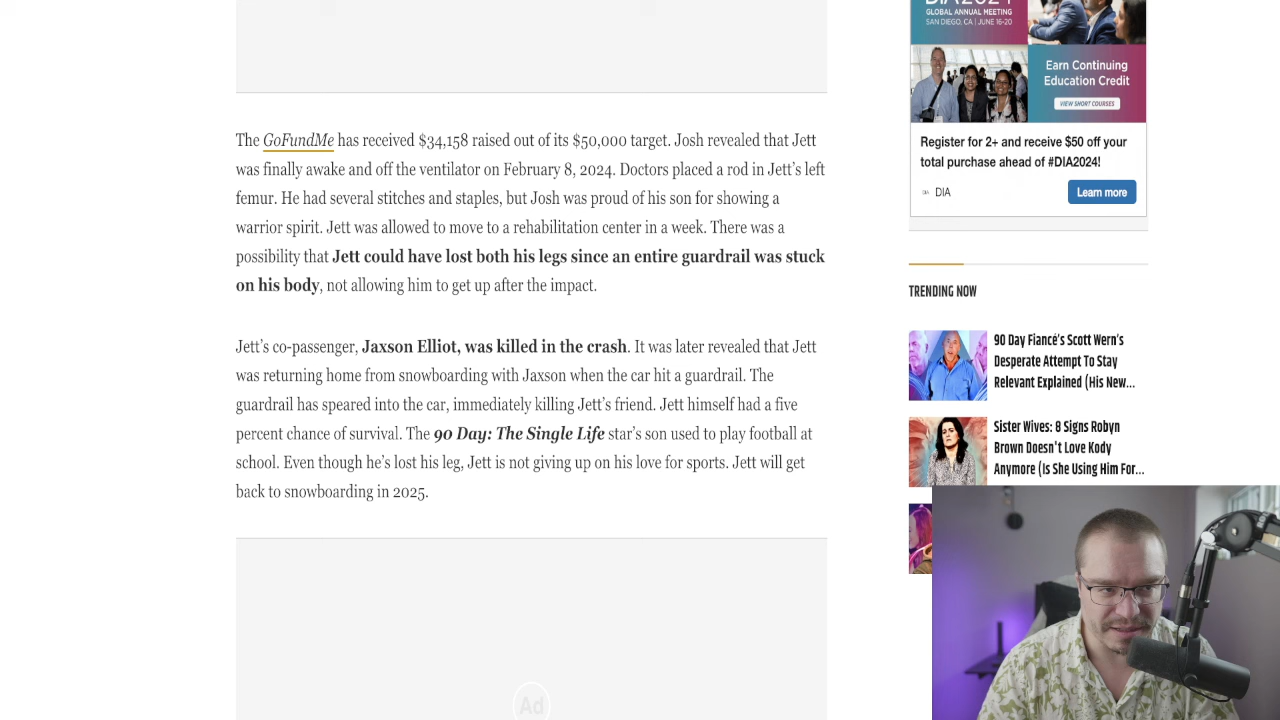 DIA 2024
GLOBAL ANNUAL MEETING
SAN DIEGO, CA | JUNE 16-20
Earn Continuing
Education Credit
VIEW SHORT COURSES
Register for 2+ and receive $50 off your
total purchase ahead of #DIA2024!
DIA
DIA
Learn more
The GoFundMe has received $34,158 raised out of its $50,000 target. Josh revealed that Jett
was finally awake and off the ventilator on February 8, 2024. Doctors placed a rod in Jett’s left
femur. He had several stitches and staples, but Josh was proud of his son for showing a
warrior spirit. Jett was allowed to move to a rehabilitation center in a week. There was a
possibility that Jett could have lost both his legs since an entire guardrail was stuck
on his body, not allowing him to get up after the impact.
Jett’s co-passenger, Jaxson Elliot, was killed in the crash. It was later revealed that Jett
was returning home from snowboarding with Jaxson when the car hit a guardrail. The
guardrail has speared into the car, immediately killing Jett’s friend. Jett himself had a five
percent chance of survival. The 90 Day: The Single Life star’s son used to play football at
school. Even though he’s lost his leg, Jett is not giving up on his love for sports. Jett will get
back to snowboarding in 2025.
Ad
TRENDING NOW
90 Day Fiancé’s Scott Wern’s
Desperate Attempt To Stay
Relevant Explained (His New...
Sister Wives: 8 Signs Robyn
Brown Doesn't Love Kody
Anymore (Is She Using Him For...